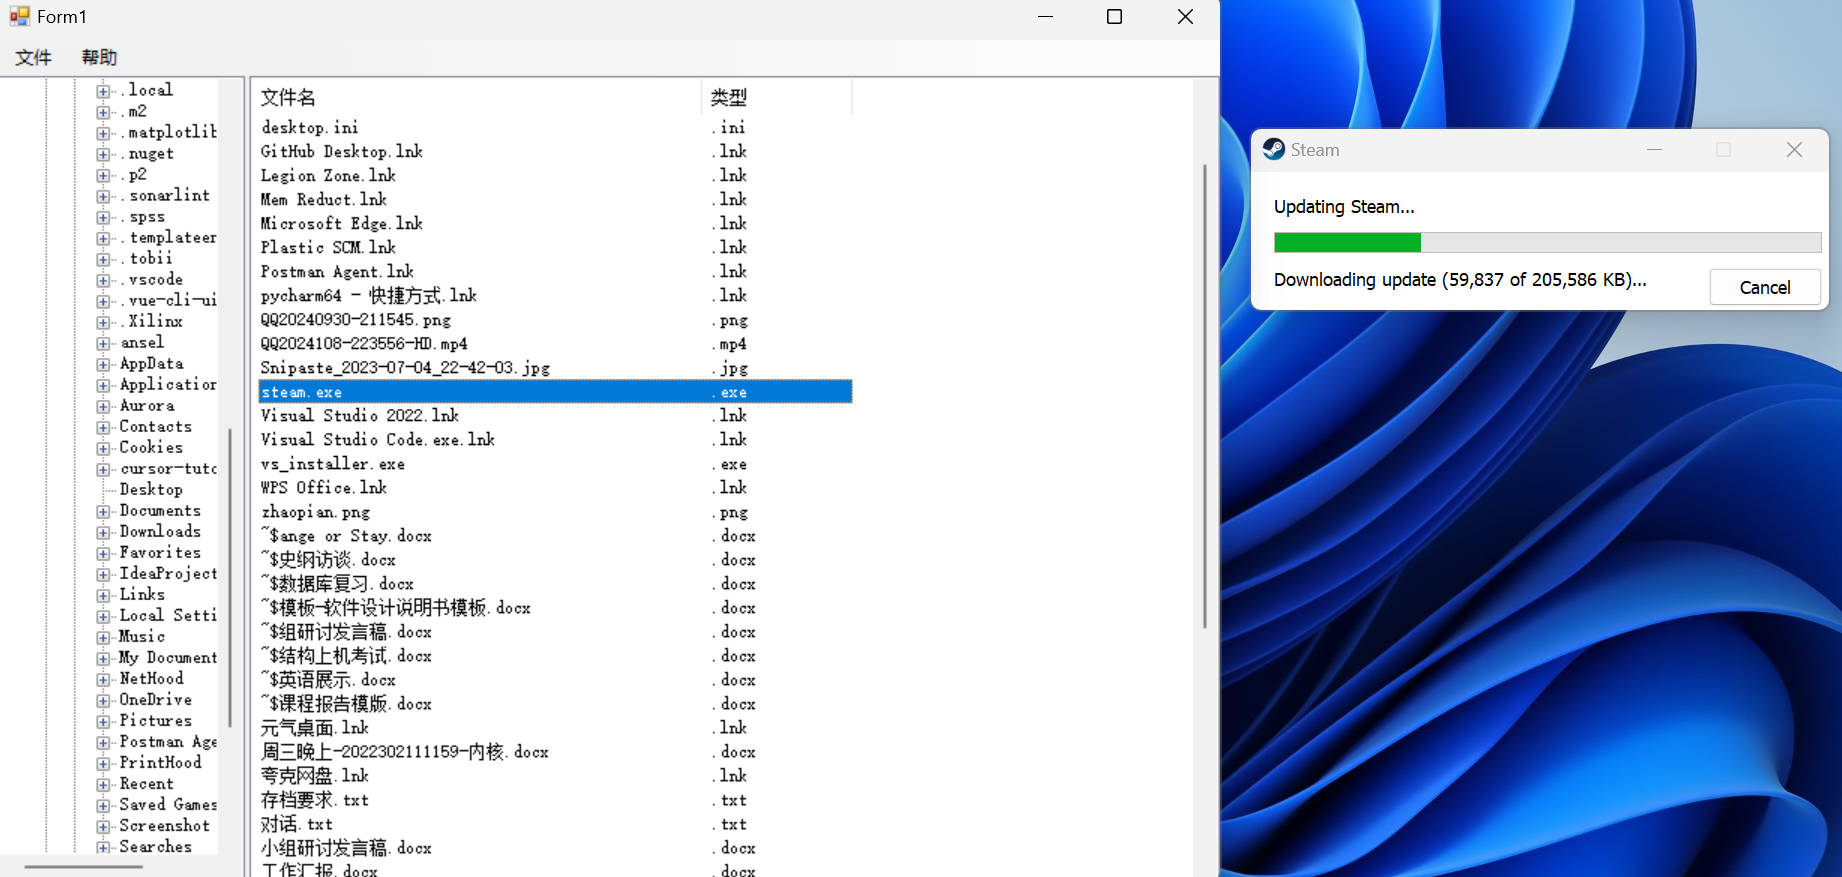 Form1
文件 帮助
.local
.m2
.matplotlib
.nuget
.p2
.sonarlint
.spss
.templateer
.tobii
.vscode
.vue-cli-ui
.Xilinx
ansel
AppData
Application
Aurora
Contacts
Cookies
cursor-tutc
Desktop
Documents
Downloads
Favorites
IdeaProject
Links
Local Setti
Music
My Document
NetHood
OneDrive
Pictures
Postman Age
PrintHood
Recent
Saved Games
Screenshot
Searches
文件名 类型
desktop.ini .ini
GitHub Desktop.lnk .lnk
Legion Zone.lnk .lnk
Mem Reduct.lnk .lnk
Microsoft Edge.lnk .lnk
Plastic SCM.lnk .lnk
Postman Agent.lnk .lnk
pycharm64 - 快捷方式.lnk .lnk
QQ20240930-211545.png .png
QQ2024108-223556-HD.mp4 .mp4
Snipaste_2023-07-04_22-42-03.jpg .jpg
steam.exe .exe
Visual Studio 2022.lnk .lnk
Visual Studio Code.exe.lnk .lnk
vs_installer.exe .exe
WPS Office.lnk .lnk
zhaopian.png .png
~$ange or Stay.docx .docx
~$史纲访谈.docx .docx
~$数据库复习.docx .docx
~$模板-软件设计说明书模板.docx .docx
~$组研讨发言稿.docx .docx
~$结构上机考试.docx .docx
~$英语展示.docx .docx
~$课程报告模版.docx .docx
元气桌面.lnk .lnk
周三晚上-2022302111159-内核.docx .docx
夸克网盘.lnk .lnk
存档要求.txt .txt
对话.txt .txt
小组研讨发言稿.docx .docx
工作汇报.docx .docx
Steam
Updating Steam...
Downloading update (59,837 of 205,586 KB)...
Cancel